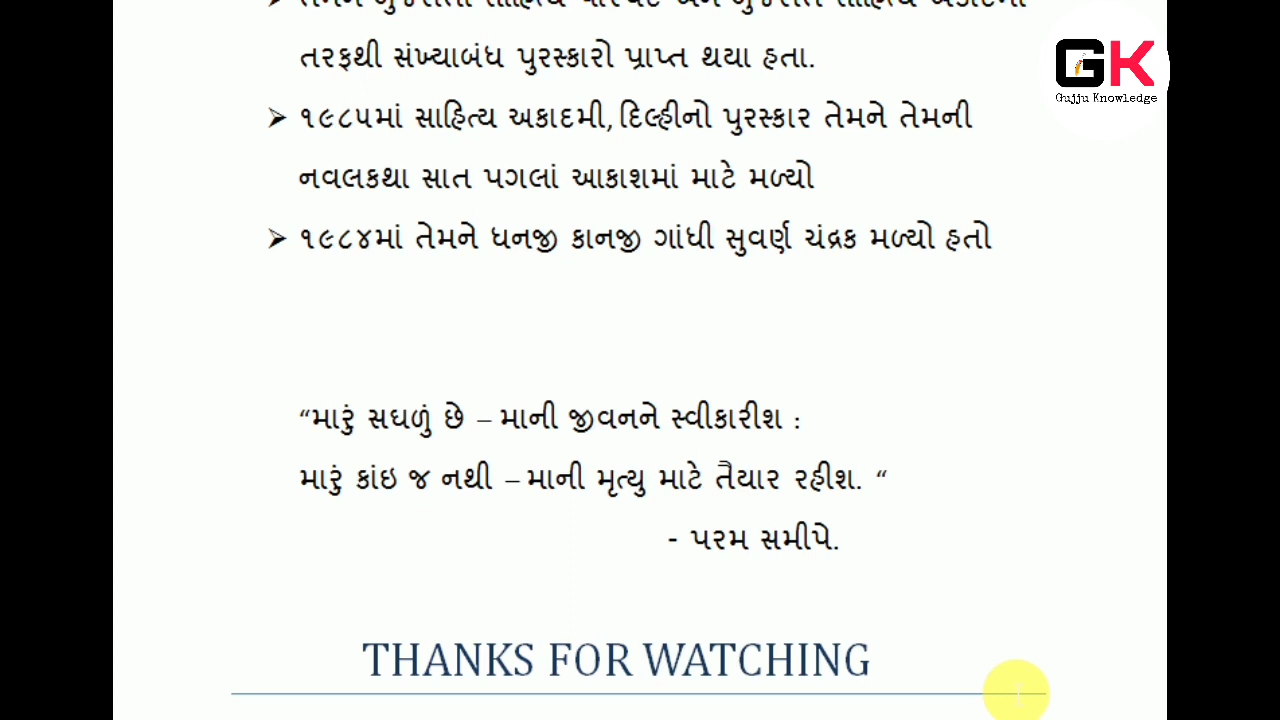 તરફથી સંખ્યાબંધ પુરસ્કારો પ્રાપ્ત થયા હતા.
GK
Gujju Knowledge
➢ ૧૯૮૫માં સાહિત્ય અકાદમી, દિલ્હીનો પુરસ્કાર તેમને તેમની
નવલકથા સાત પગલાં આકાશમાં માટે મળ્યો
➢ ૧૯૮૪માં તેમને ધનજી કાનજી ગાંધી સુવર્ણ ચંદ્રક મળ્યો હતો
“મારું સઘળું છે – માની જીવનને સ્વીકારીશ :
મારું કાંઇ જ નથી – માની મૃત્યુ માટે તૈયાર રહીશ. “
- પરમ સમીપે.
THANKS FOR WATCHING